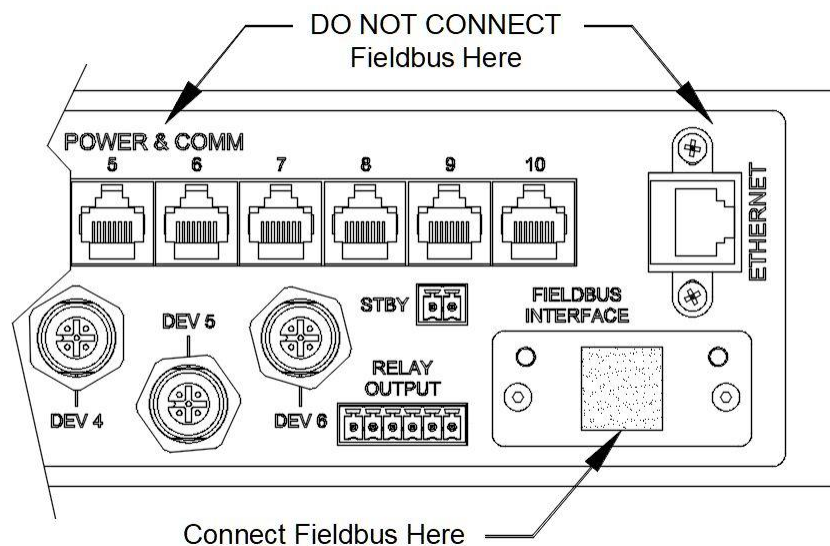 DO NOT CONNECT
Fieldbus Here
POWER & COMM
5 6 7 8 9 10
ETHERNET
STBY
FIELDBUS
INTERFACE
DEV 5
RELAY
OUTPUT
DEV 4
DEV 6
Connect Fieldbus Here